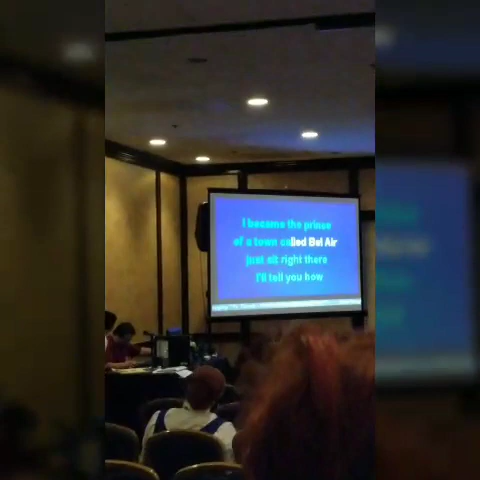 I became the prince
of a town called Bel Air
just sit right there
I'll tell you how